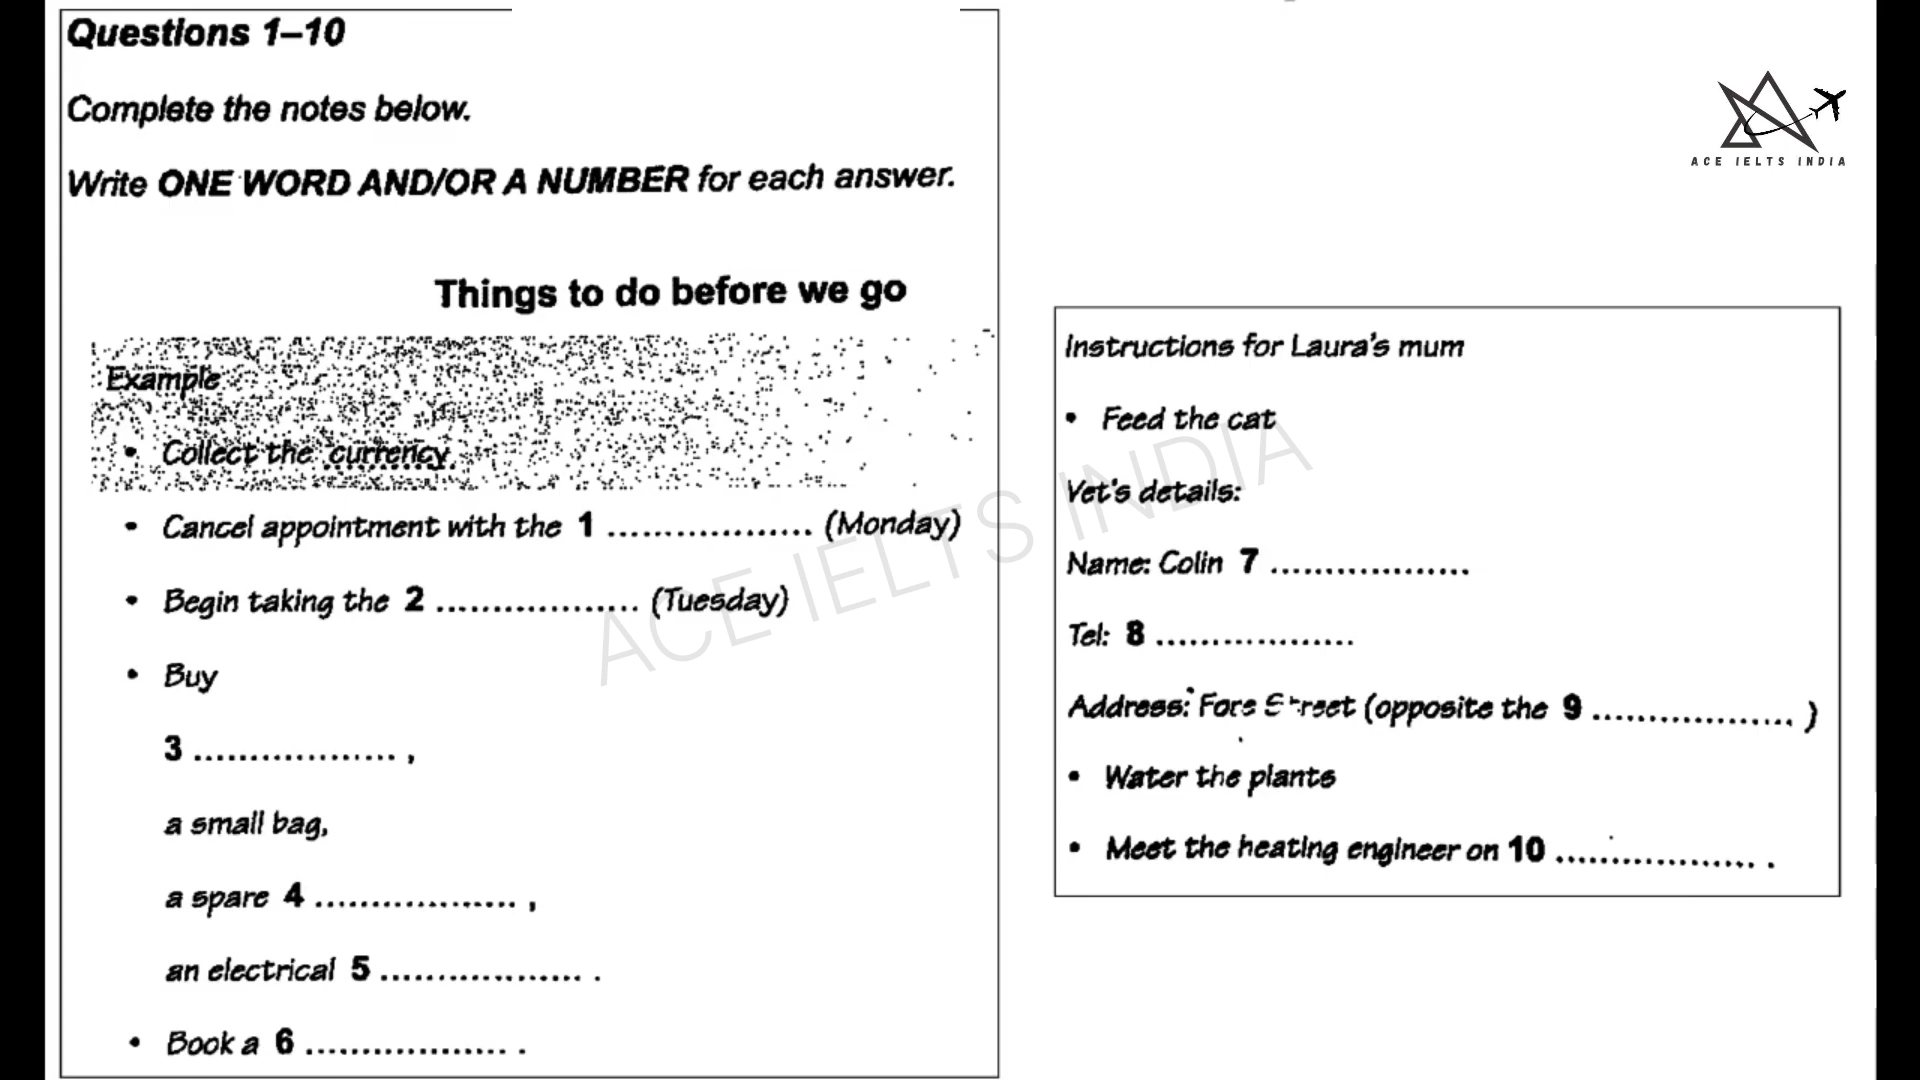 Questions 1–10
Complete the notes below.
Write ONE WORD AND/OR A NUMBER for each answer.
Things to do before we go
Example
• Collect the currency.
• Cancel appointment with the 1 .................. (Monday)
• Begin taking the 2 .................. (Tuesday)
• Buy
3 .................. ,
a small bag,
a spare 4 .................. ,
an electrical 5 .................. .
• Book a 6 .................. .
ACE IELTS INDIA
Instructions for Laura's mum
• Feed the cat
Vet's details:
Name: Colin 7 ..................
Tel: 8 ..................
Address: Fore Street (opposite the 9 .................. )
• Water the plants
• Meet the heating engineer on 10 .................. .
ACE IELTS INDIA